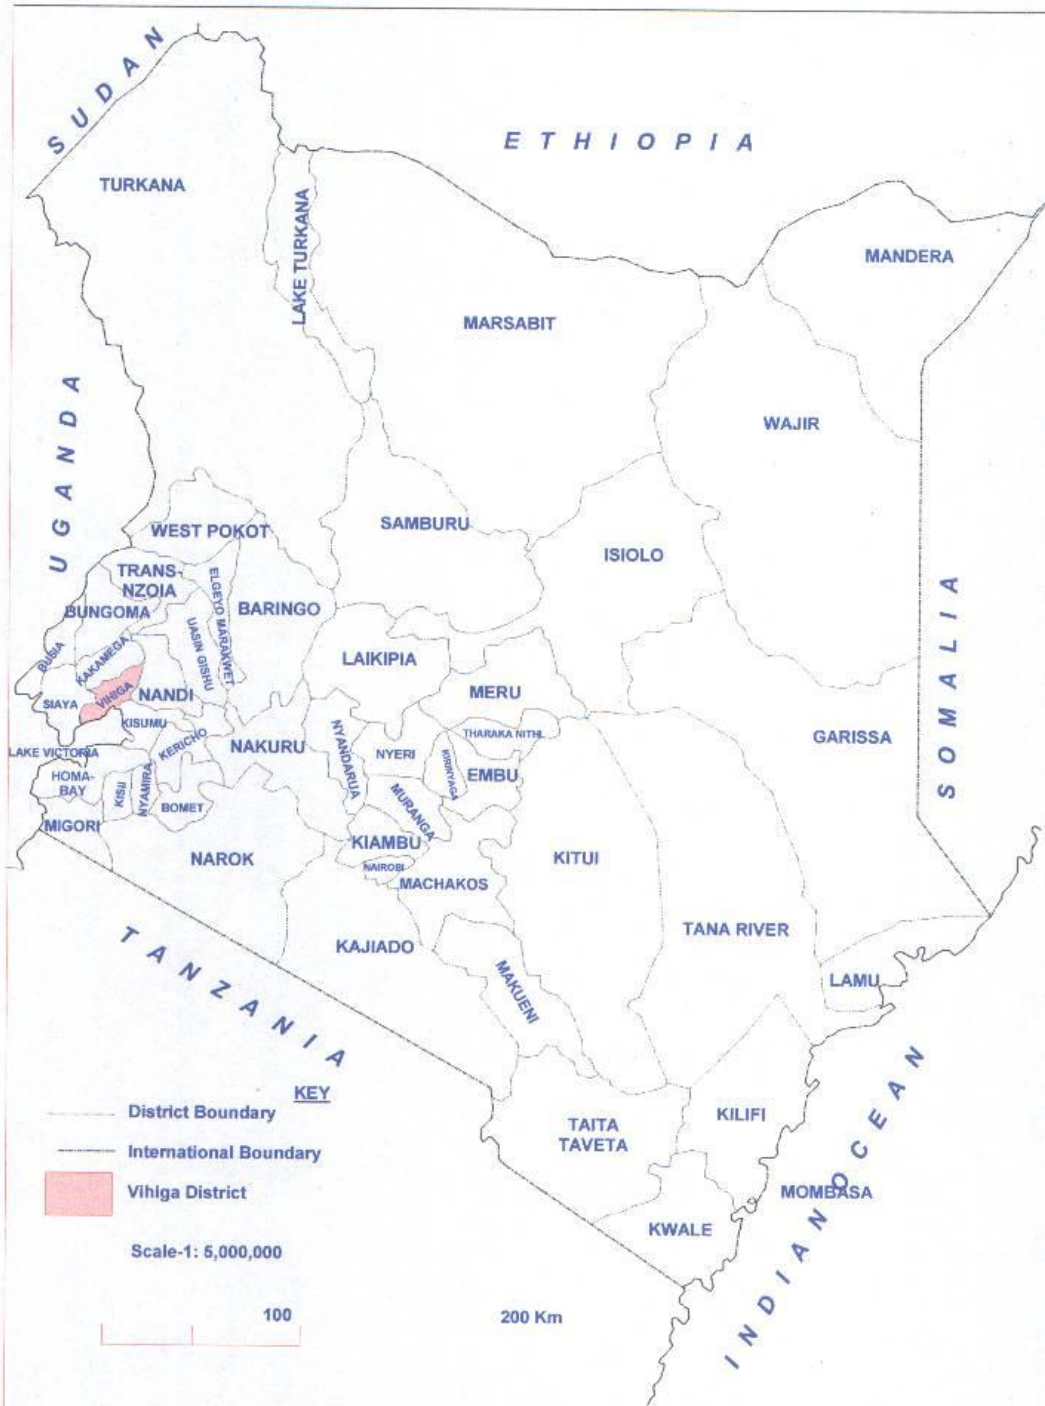 SUDAN
ETHIOPIA
TURKANA
LAKE TURKANA
MANDERA
MARSABIT
UGANDA
WAJIR
WEST POKOT
SAMBURU
ISIOLO
TRANS-
NZOIA
ELGEYO MARAKWET
BARINGO
BUNGOMA
UASIN GISHU
SOMALIA
BUSIA
KAKAMEGA
LAIKIPIA
VIHIGA
NANDI
MERU
SIAYA
KISUMU
THARAKA NITHI
GARISSA
LAKE VICTORIA
KERICHO
NAKURU
NYANDARUA
NYERI
KIRINYAGA
EMBU
HOMA-
BAY
KISII
NYAMIRA
BOMET
MURANGA
MIGORI
NAROK
KIAMBU
NAIROBI
MACHAKOS
KITUI
TANA RIVER
KAJIADO
MAKUENI
LAMU
TANZANIA
KEY
District Boundary
International Boundary
Vihiga District
Scale-1: 5,000,000
100
200 Km
TAITA
TAVETA
KILIFI
MOMBASA
KWALE
INDIAN OCEAN